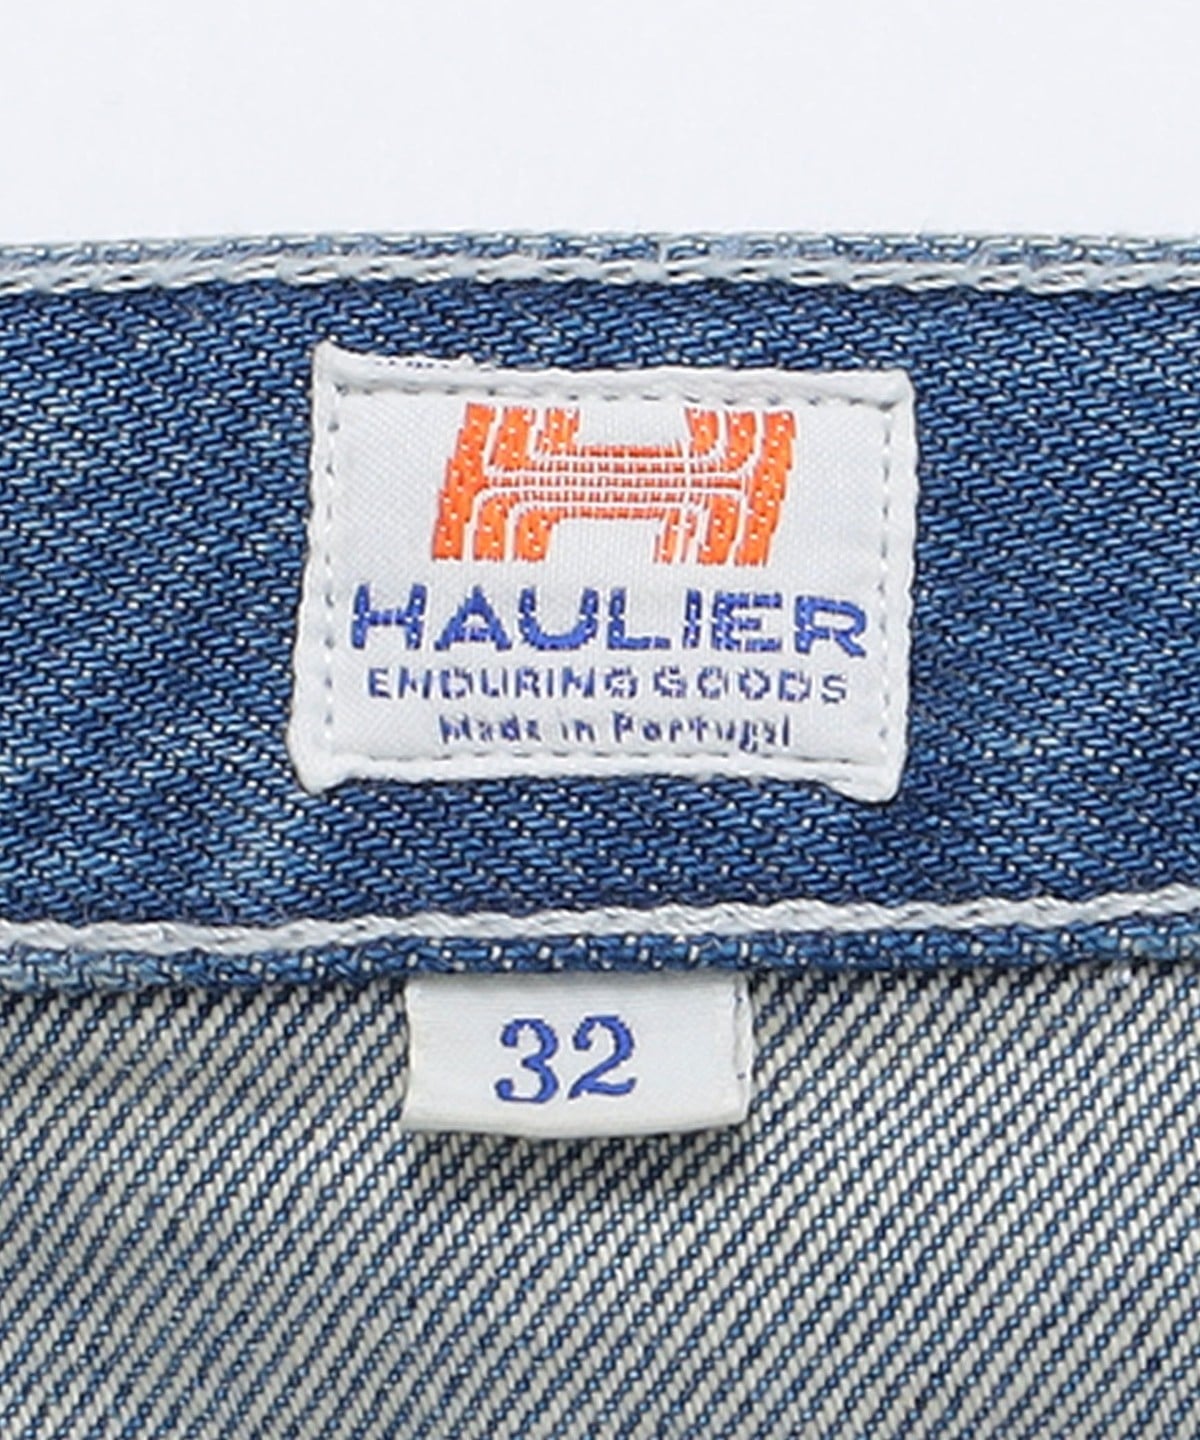 H
HAULIER
ENDURING GOODS
Made in Portugal
32